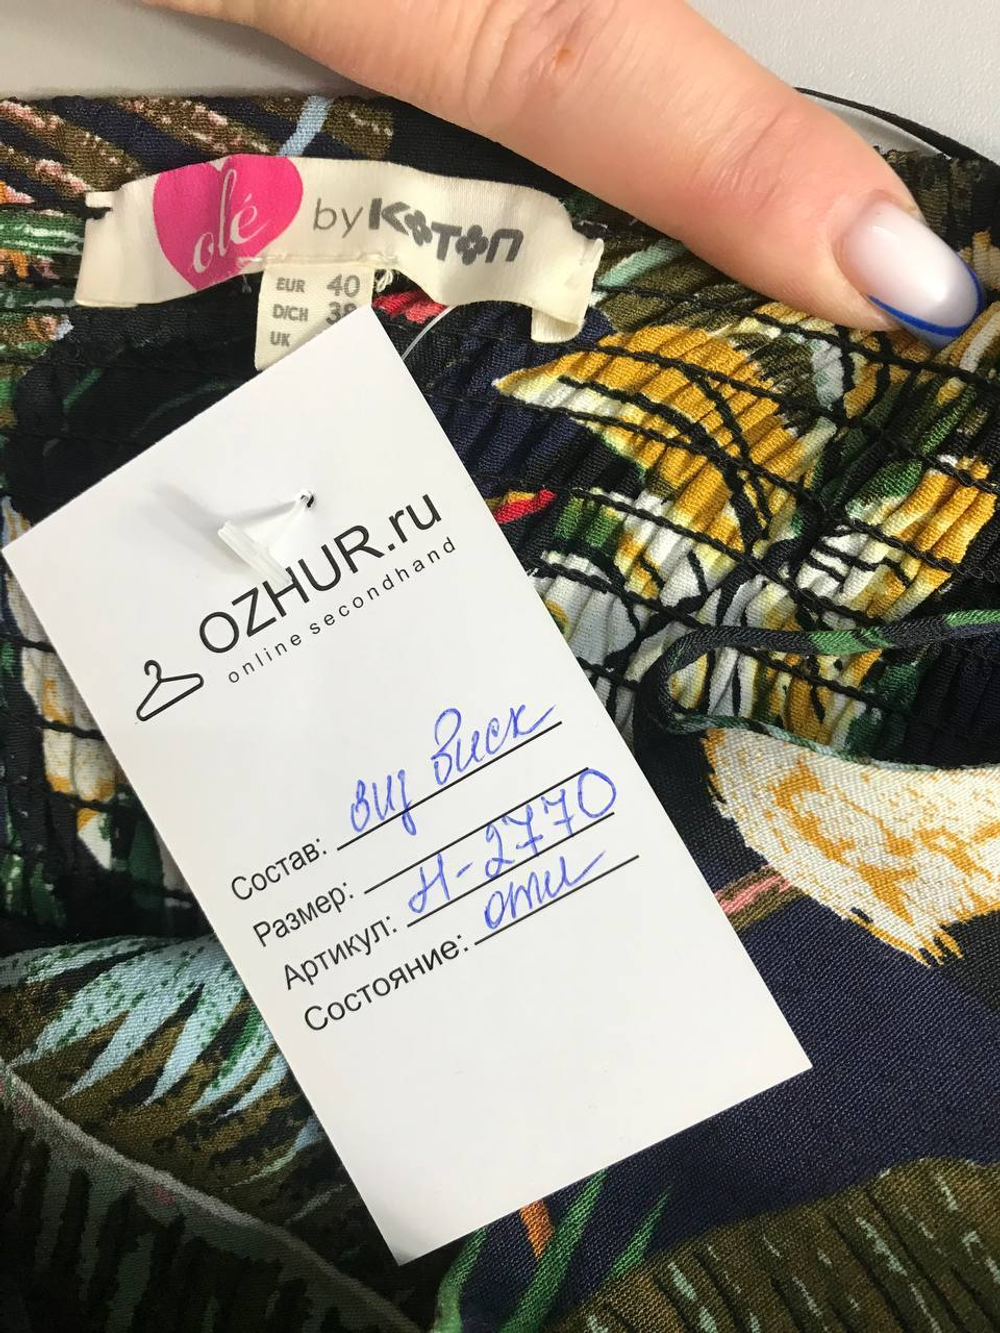 olé by KOTON
EUR 40
D/CH 38
UK
OZHUR.ru
online secondhand
Состав: виц виск
Размер:
Артикул: Н-2770
Состояние: отл